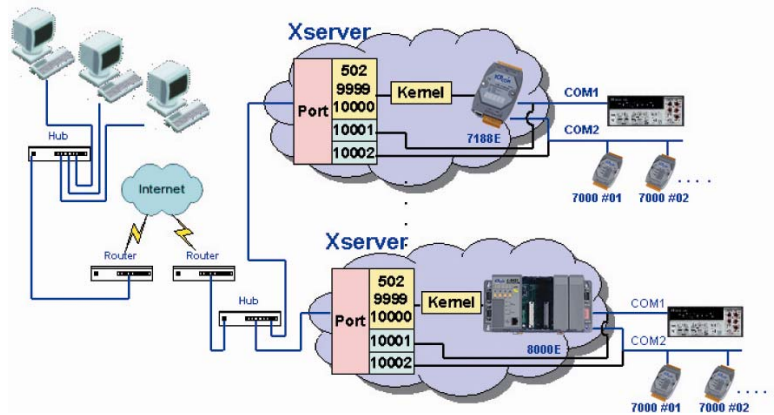 Xserver
Port
502
9999
10000
10001
10002
Kernel
7188E
COM1
COM2
7000 #01
7000 #02
. . . .
Hub
Internet
Router
Router
Hub
Xserver
Port
502
9999
10000
10001
10002
Kernel
8000E
COM1
COM2
7000 #01
7000 #02
. . . .